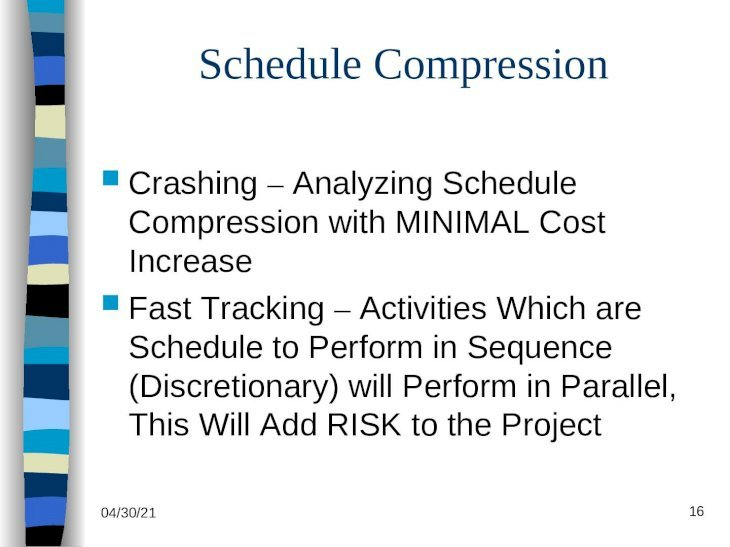 Schedule Compression
Crashing – Analyzing Schedule
Compression with MINIMAL Cost
Increase
Fast Tracking – Activities Which are
Schedule to Perform in Sequence
(Discretionary) will Perform in Parallel,
This Will Add RISK to the Project
04/30/21
16